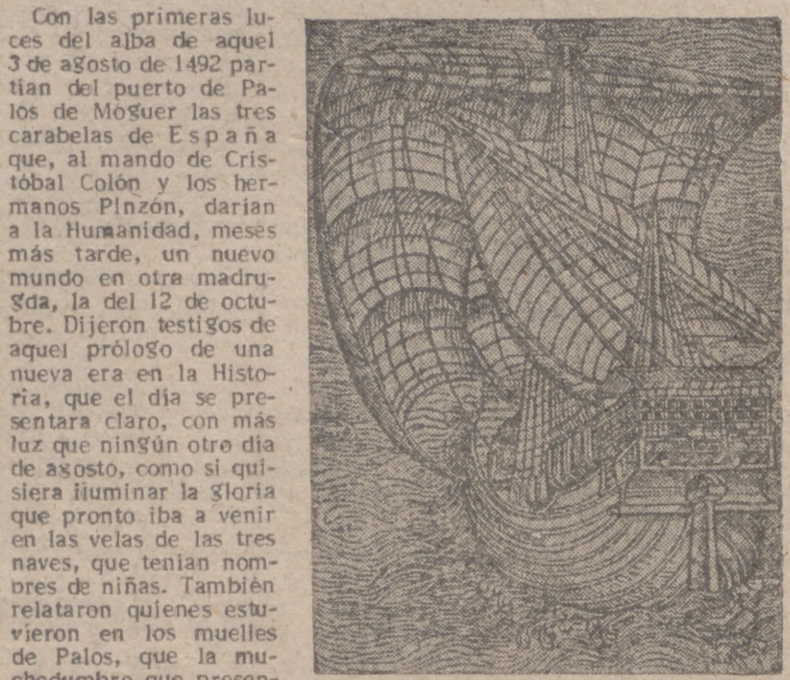 Con las primeras lu-
ces del alba de aquel
3 de agosto de 1492 par-
tían del puerto de Pa-
los de Moguer las tres
carabelas de España
que, al mando de Cris-
tóbal Colón y los her-
manos Pinzón, darían
a la Humanidad, meses
más tarde, un nuevo
mundo en otra madru-
gda, la del 12 de octu-
bre. Dijeron testigos de
aquel prólogo de una
nueva era en la Histo-
ria, que el día se pre-
sentara claro, con más
luz que ningún otro día
de agosto, como si qui-
siera iluminar la gloria
que pronto iba a venir
en las velas de las tres
naves, que tenían nom-
bres de niñas. También
relataron quienes estu-
vieron en los muelles
de Palos, que la mu-
chedumbre que presen-